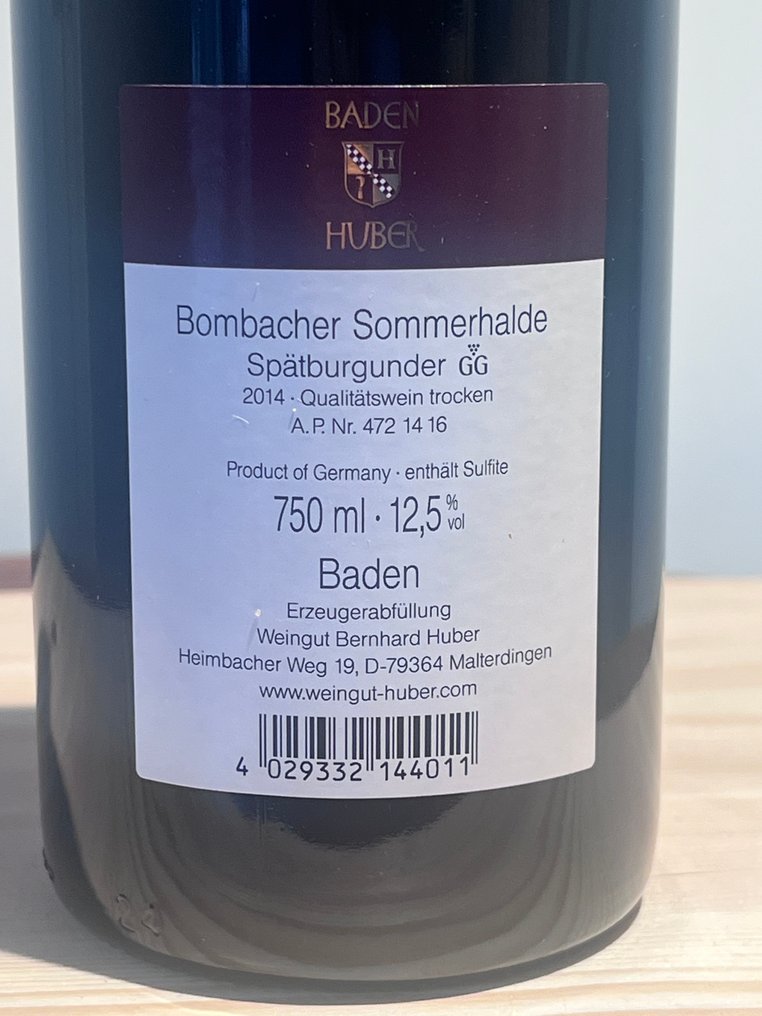 BADEN
H
HUBER
Bombacher Sommerhalde
Spätburgunder GG
2014 · Qualitätswein trocken
A.P. Nr. 472 14 16
Product of Germany · enthält Sulfite
750 ml · 12,5 % vol
Baden
Erzeugerabfüllung
Weingut Bernhard Huber
Heimbacher Weg 19, D-79364 Malterdingen
www.weingut-huber.com
4 029332 144011
24